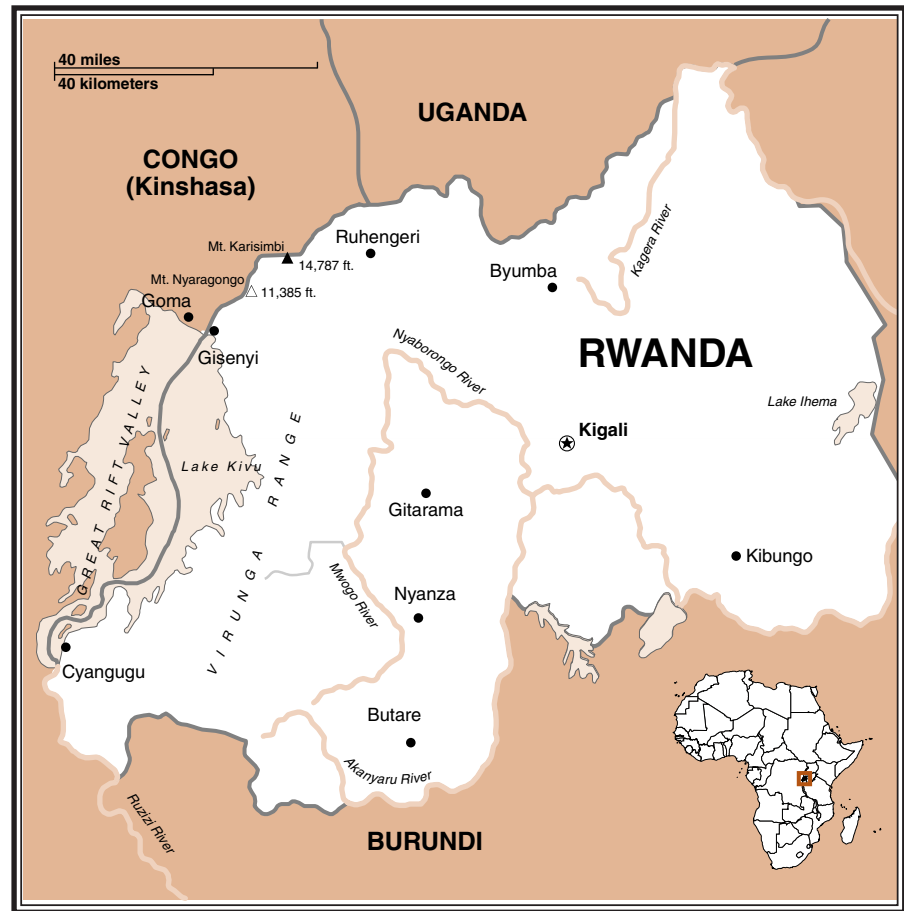 40 miles
40 kilometers
UGANDA
CONGO
(Kinshasa)
Kagera River
Ruhengeri
Mt. Karisimbi
14,787 ft.
Byumba
Mt. Nyaragongo
11,385 ft.
Goma
Gisenyi
Nyaborongo River
RWANDA
Lake Ihema
Kigali
GREAT RIFT VALLEY
Lake Kivu
VIRUNGA RANGE
Gitarama
Kibungo
Mwogo River
Nyanza
Cyangugu
Butare
Akanyaru River
Ruzizi River
BURUNDI